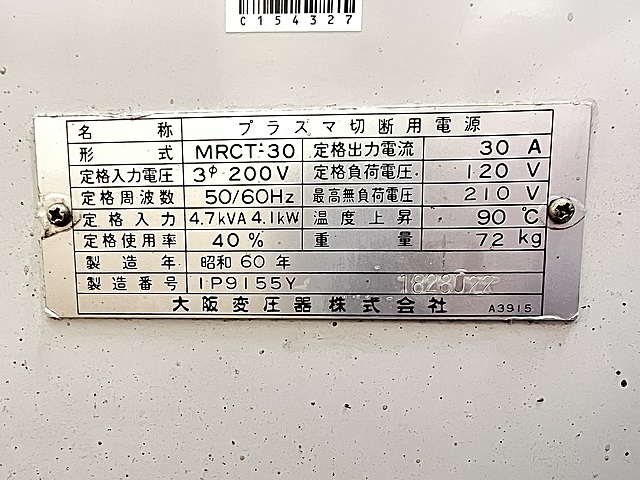 C154327
名称 プラズマ切断用電源
形式 MRCT-30 定格出力電流 30 A
定格入力電圧 3φ 200V 定格負荷電圧 120 V
定格周波数 50/60Hz 最高無負荷電圧 210 V
定格入力 4.7kVA 4.1kW 温度上昇 90 ℃
定格使用率 40 % 重量 72 kg
製造年 昭和 60 年
製造番号 1P9155Y
大阪変圧器株式会社 A3915